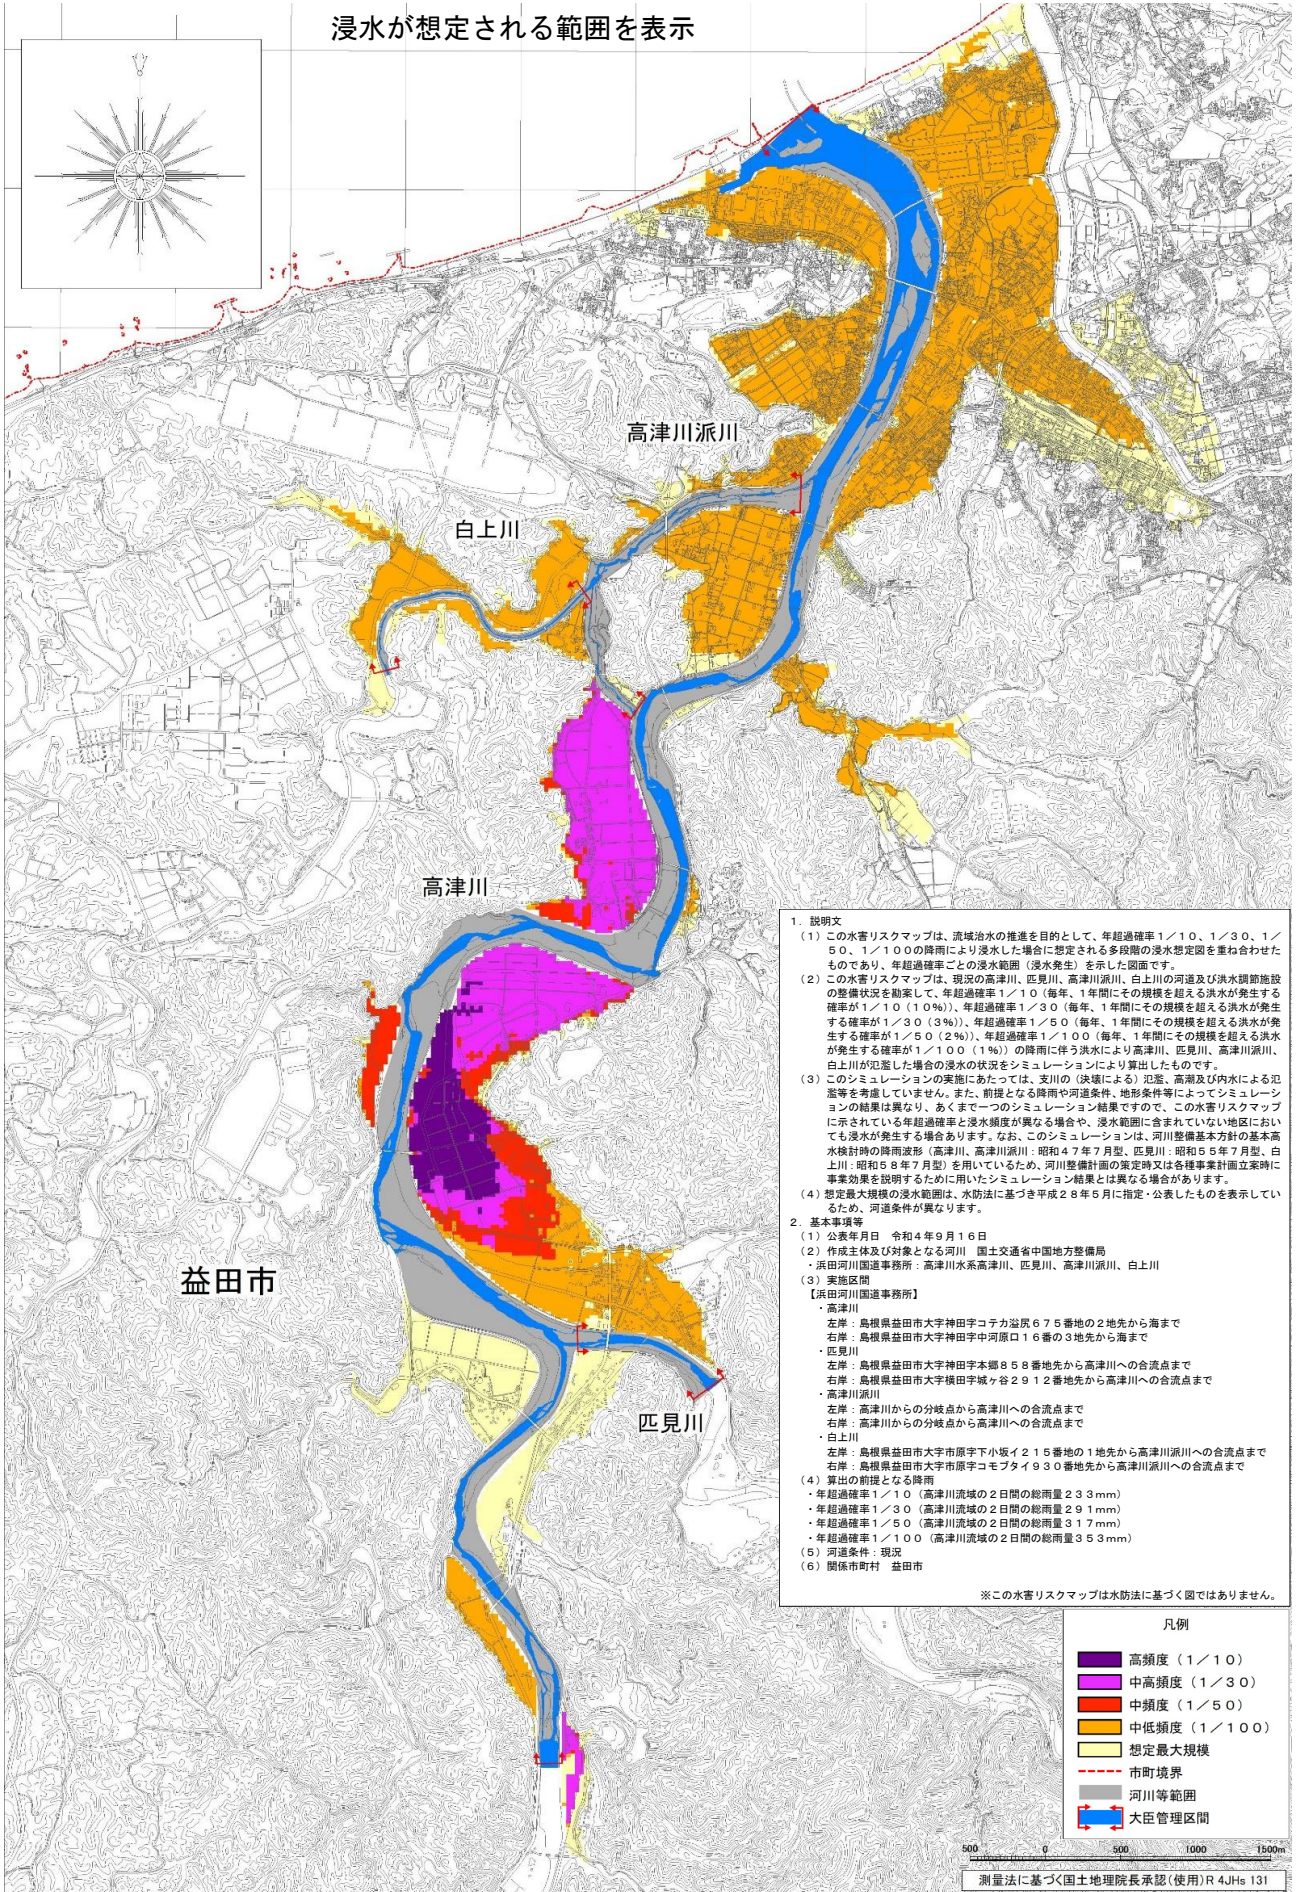 浸水が想定される範囲を表示
高津川派川
白上川
高津川
益田市
匹見川
1．説明文
（１）この水害リスクマップは、流域治水の推進を目的として、年超過確率１／１０、１／３０、１／
５０、１／１００の降雨により浸水した場合に想定される多段階の浸水想定図を重ね合わせた
ものであり、年超過確率ごとの浸水範囲（浸水発生）を示した図面です。
（２）この水害リスクマップは、現況の高津川、匹見川、高津川派川、白上川の河道及び洪水調節施設
の整備状況を勘案して、年超過確率１／１０（毎年、１年間にその規模を超える洪水が発生する
確率が１／１０（１０％））、年超過確率１／３０（毎年、１年間にその規模を超える洪水が発生
する確率が１／３０（３％））、年超過確率１／５０（毎年、１年間にその規模を超える洪水が発
生する確率が１／５０（２％））、年超過確率１／１００（毎年、１年間にその規模を超える洪水
が発生する確率が１／１００（１％））の降雨に伴う洪水により高津川、匹見川、高津川派川、
白上川が氾濫した場合の浸水の状況をシミュレーションにより算出したものです。
（３）このシミュレーションの実施にあたっては、支川の（決壊による）氾濫、高潮及び内水による氾
濫等を考慮していません。また、前提となる降雨や河道条件、地形条件等によってシミュレーショ
ンの結果は異なり、あくまで一つのシミュレーション結果ですので、この水害リスクマップ
に示されている年超過確率と浸水頻度が異なる場合や、浸水範囲に含まれていない地区におい
ても浸水が発生する場合あります。なお、このシミュレーションは、河川整備基本方針の基本高
水検討時の降雨波形（高津川、高津川派川：昭和４７年７月型、匹見川：昭和５５年７月型、白
上川：昭和５８年７月型）を用いているため、河川整備計画の策定時又は各種事業計画立案時に
事業効果を説明するために用いたシミュレーション結果とは異なる場合があります。
（４）想定最大規模の浸水範囲は、水防法に基づき平成２８年５月に指定・公表したものを表示してい
るため、河道条件が異なります。
2．基本事項等
（１）公表年月日　令和４年９月１６日
（２）作成主体及び対象となる河川　国土交通省中国地方整備局
・浜田河川国道事務所：高津川水系高津川、匹見川、高津川派川、白上川
（３）実施区間
【浜田河川国道事務所】
・高津川
左岸：島根県益田市大字神田字コテカ溢尻６７５番地の２地先から海まで
右岸：島根県益田市大字神田字中河原口１６番の３地先から海まで
・匹見川
左岸：島根県益田市大字神田字本郷８５８番地先から高津川への合流点まで
右岸：島根県益田市大字横田字城ヶ谷２９１２番地先から高津川への合流点まで
・高津川派川
左岸：高津川からの分岐点から高津川への合流点まで
右岸：高津川からの分岐点から高津川への合流点まで
・白上川
左岸：島根県益田市大字市原字下小坂イ２１５番地の１地先から高津川派川への合流点まで
右岸：島根県益田市大字市原字コモブタイ９３０番地先から高津川派川への合流点まで
（４）算出の前提となる降雨
・年超過確率１／１０（高津川流域の２日間の総雨量２３３mm）
・年超過確率１／３０（高津川流域の２日間の総雨量２９１mm）
・年超過確率１／５０（高津川流域の２日間の総雨量３１７mm）
・年超過確率１／１００（高津川流域の２日間の総雨量３５３mm）
（５）河道条件：現況
（６）関係市町村　益田市
※この水害リスクマップは水防法に基づく図ではありません。
凡例
高頻度（１／１０）
中高頻度（１／３０）
中頻度（１／５０）
中低頻度（１／１００）
想定最大規模
市町境界
河川等範囲
大臣管理区間
500 0 500 1000 1500m
測量法に基づく国土地理院長承認（使用）R 4JHs 131